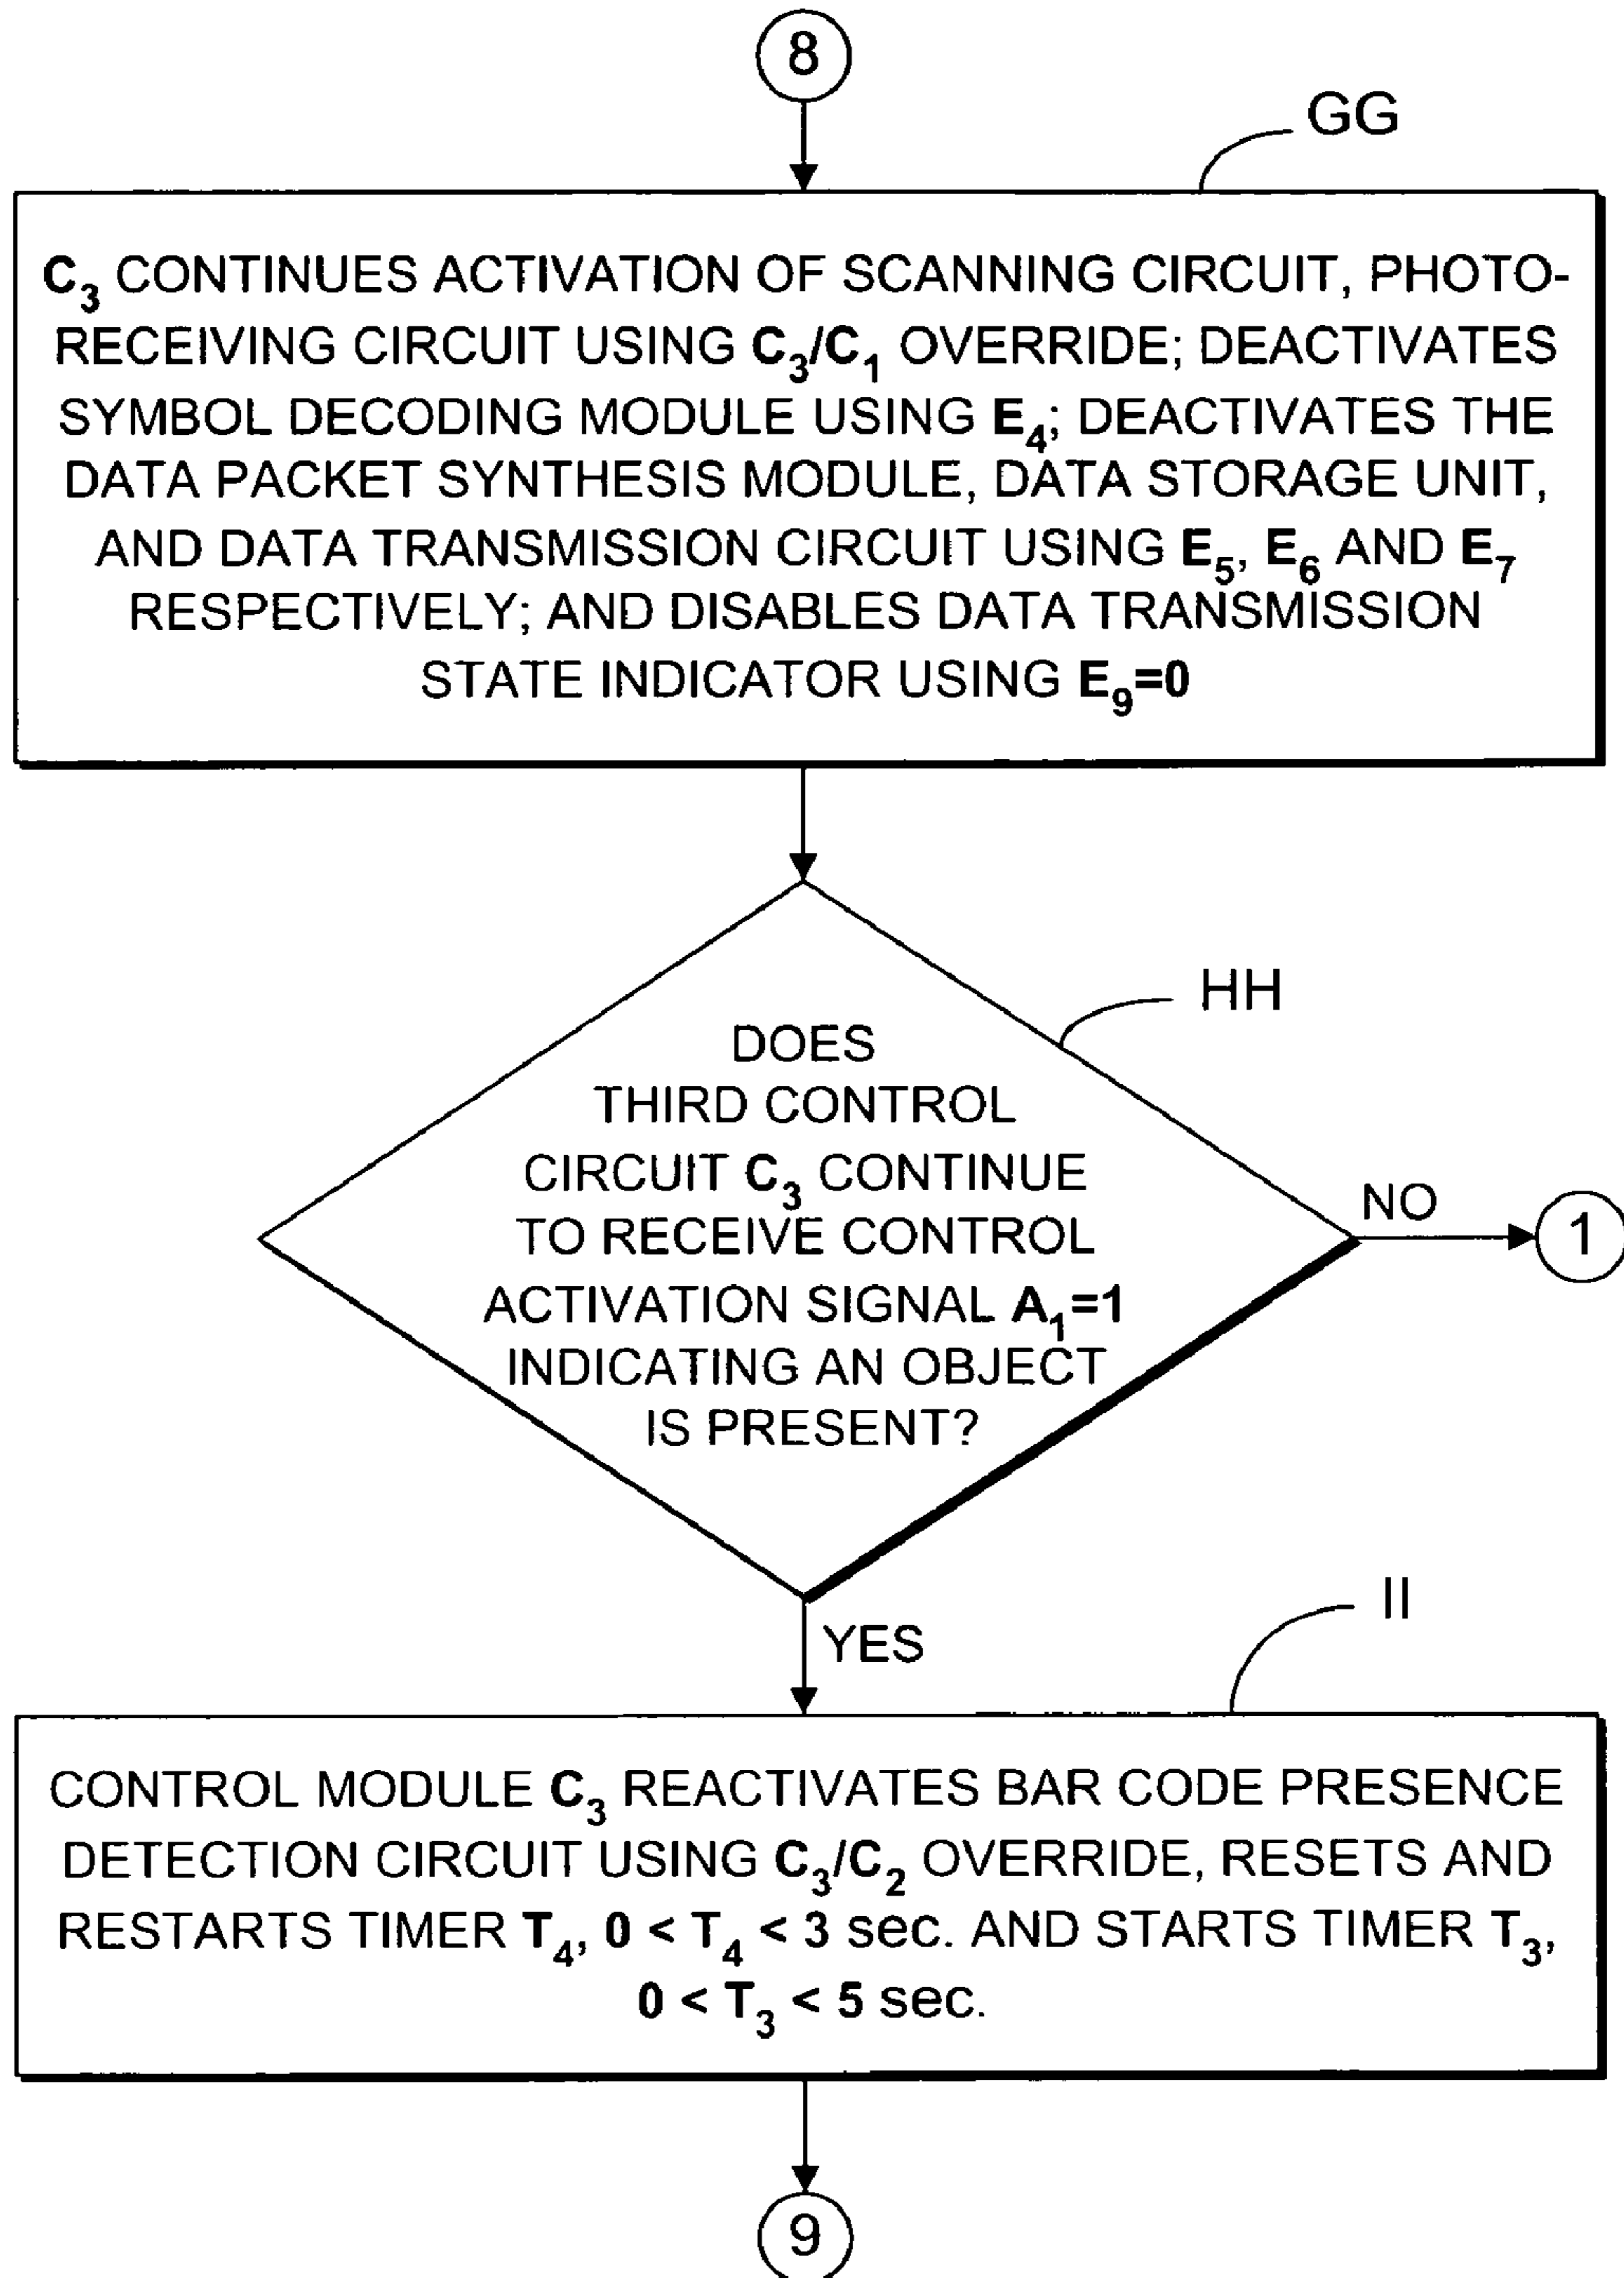 8
GG
C₃ CONTINUES ACTIVATION OF SCANNING CIRCUIT, PHOTO-
RECEIVING CIRCUIT USING C₃/C₁ OVERRIDE; DEACTIVATES
SYMBOL DECODING MODULE USING E₄; DEACTIVATES THE
DATA PACKET SYNTHESIS MODULE, DATA STORAGE UNIT,
AND DATA TRANSMISSION CIRCUIT USING E₅, E₆ AND E₇
RESPECTIVELY; AND DISABLES DATA TRANSMISSION
STATE INDICATOR USING E₉=0
HH
DOES
THIRD CONTROL
CIRCUIT C₃ CONTINUE
TO RECEIVE CONTROL
ACTIVATION SIGNAL A₁=1
INDICATING AN OBJECT
IS PRESENT?
NO
1
YES
II
CONTROL MODULE C₃ REACTIVATES BAR CODE PRESENCE
DETECTION CIRCUIT USING C₃/C₂ OVERRIDE, RESETS AND
RESTARTS TIMER T₄, 0 < T₄ < 3 sec. AND STARTS TIMER T₃,
0 < T₃ < 5 sec.
9